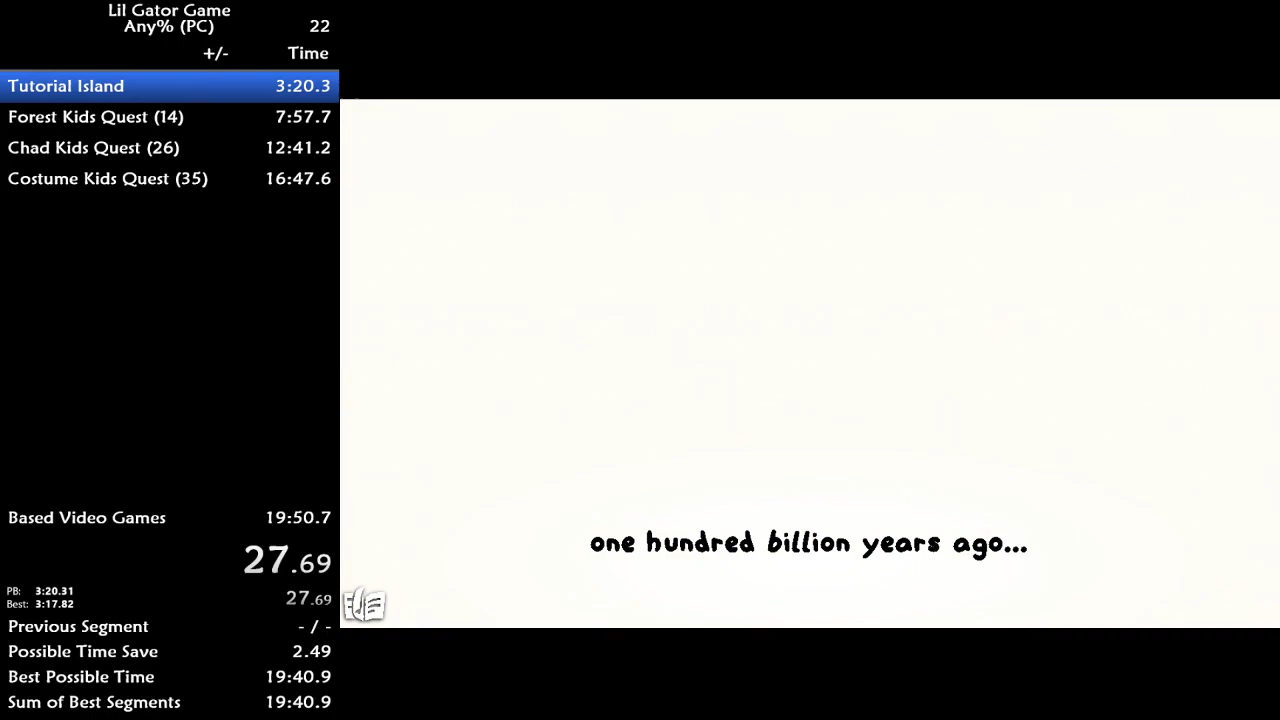 Lil Gator Game
Any% (PC) 22
+/- Time
Tutorial Island 3:20.3
Forest Kids Quest (14) 7:57.7
Chad Kids Quest (26) 12:41.2
Costume Kids Quest (35) 16:47.6
Based Video Games 19:50.7
27.69
PB: 3:20.31
Best: 3:17.82
27.69
Previous Segment - / -
Possible Time Save 2.49
Best Possible Time 19:40.9
Sum of Best Segments 19:40.9
one hundred billion years ago...